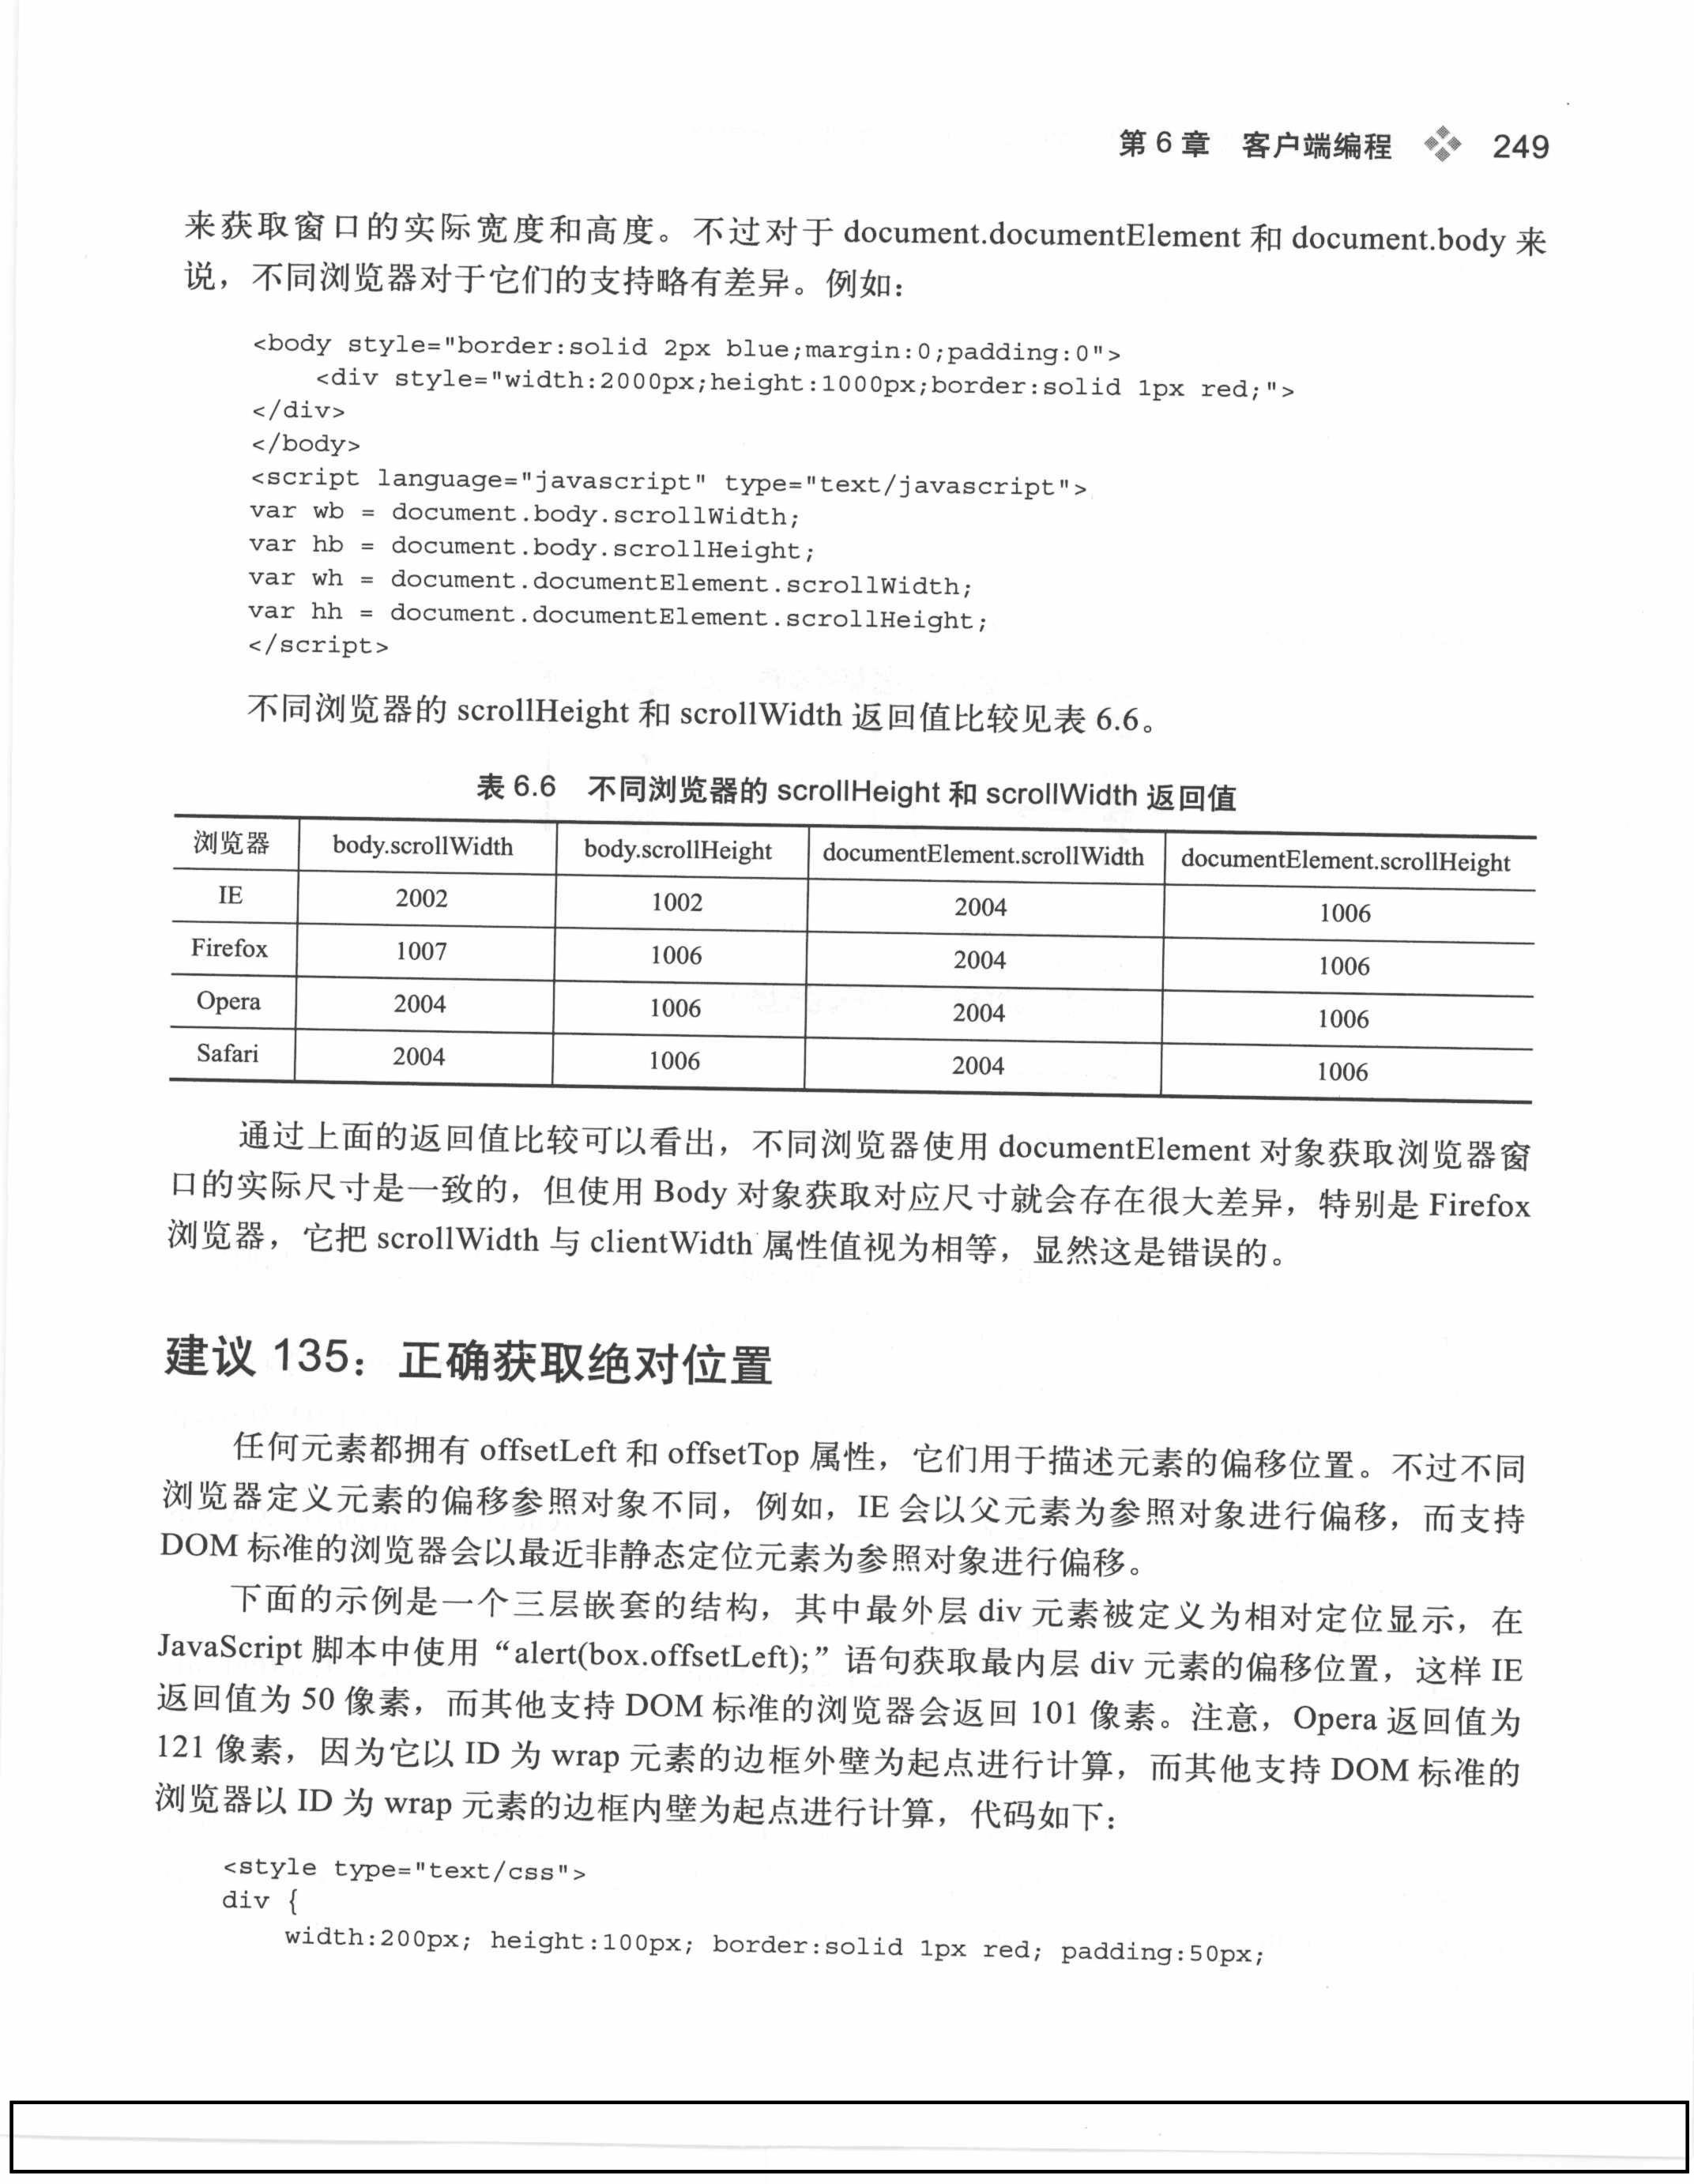 第 6 章 客户端编程 249
来获取窗口的实际宽度和高度。不过对于 document.documentElement 和 document.body 来
说，不同浏览器对于它们的支持略有差异。例如：
<body style="border:solid 2px blue;margin:0;padding:0">
    <div style="width:2000px;height:1000px;border:solid 1px red;">
</div>
</body>
<script language="javascript" type="text/javascript">
var wb = document.body.scrollWidth;
var hb = document.body.scrollHeight;
var wh = document.documentElement.scrollWidth;
var hh = document.documentElement.scrollHeight;
</script>
不同浏览器的 scrollHeight 和 scrollWidth 返回值比较见表 6.6。
表 6.6 不同浏览器的 scrollHeight 和 scrollWidth 返回值
浏览器 body.scrollWidth body.scrollHeight documentElement.scrollWidth documentElement.scrollHeight
IE 2002 1002 2004 1006
Firefox 1007 1006 2004 1006
Opera 2004 1006 2004 1006
Safari 2004 1006 2004 1006
通过上面的返回值比较可以看出，不同浏览器使用 documentElement 对象获取浏览器窗
口的实际尺寸是一致的，但使用 Body 对象获取对应尺寸就会存在很大差异，特别是 Firefox
浏览器，它把 scrollWidth 与 clientWidth 属性值视为相等，显然这是错误的。
建议 135：正确获取绝对位置
任何元素都拥有 offsetLeft 和 offsetTop 属性，它们用于描述元素的偏移位置。不过不同
浏览器定义元素的偏移参照对象不同，例如，IE 会以父元素为参照对象进行偏移，而支持
DOM 标准的浏览器会以最近非静态定位元素为参照对象进行偏移。
下面的示例是一个三层嵌套的结构，其中最外层 div 元素被定义为相对定位显示，在
JavaScript 脚本中使用“alert(box.offsetLeft);”语句获取最内层 div 元素的偏移位置，这样 IE
返回值为 50 像素，而其他支持 DOM 标准的浏览器会返回 101 像素。注意，Opera 返回值为
121 像素，因为它以 ID 为 wrap 元素的边框外壁为起点进行计算，而其他支持 DOM 标准的
浏览器以 ID 为 wrap 元素的边框内壁为起点进行计算，代码如下：
<style type="text/css">
div {
    width:200px; height:100px; border:solid 1px red; padding:50px;